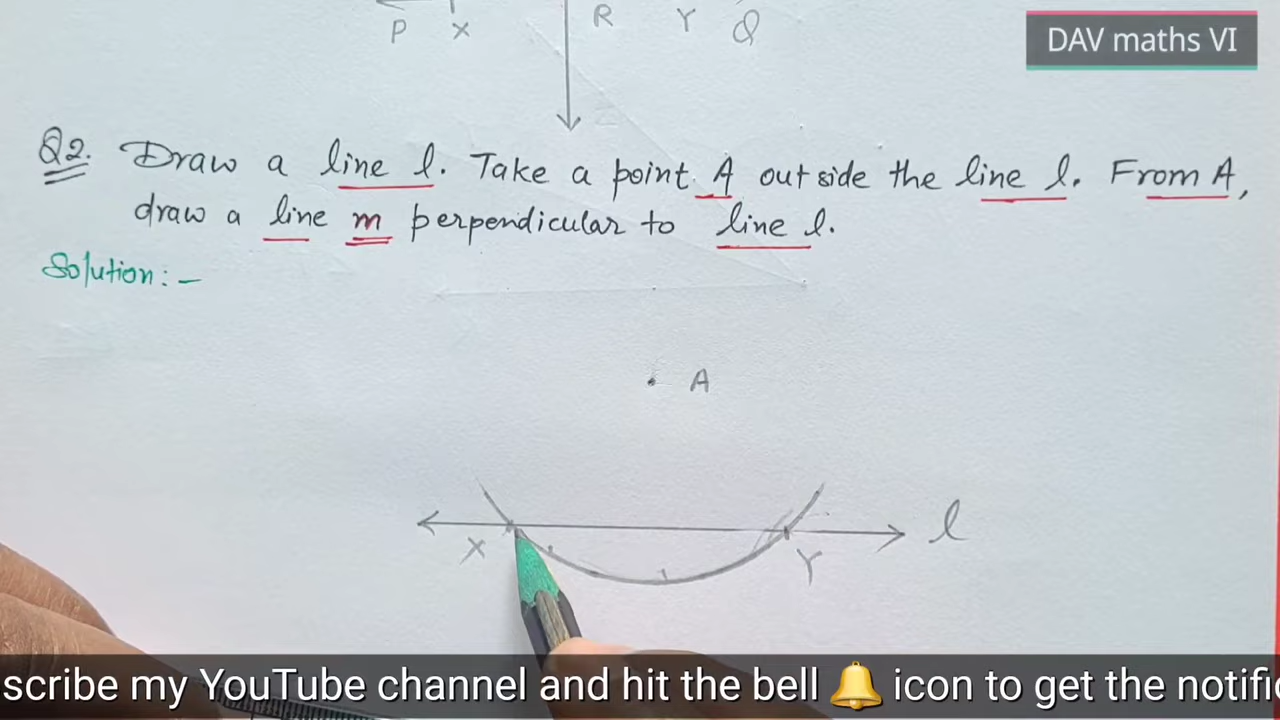 P X R Y Q
DAV maths VI
Q2. Draw a line l. Take a point A outside the line l. From A,
draw a line m perpendicular to line l.
Solution:-
A
l
X Y
scribe my YouTube channel and hit the bell 🔔 icon to get the notific